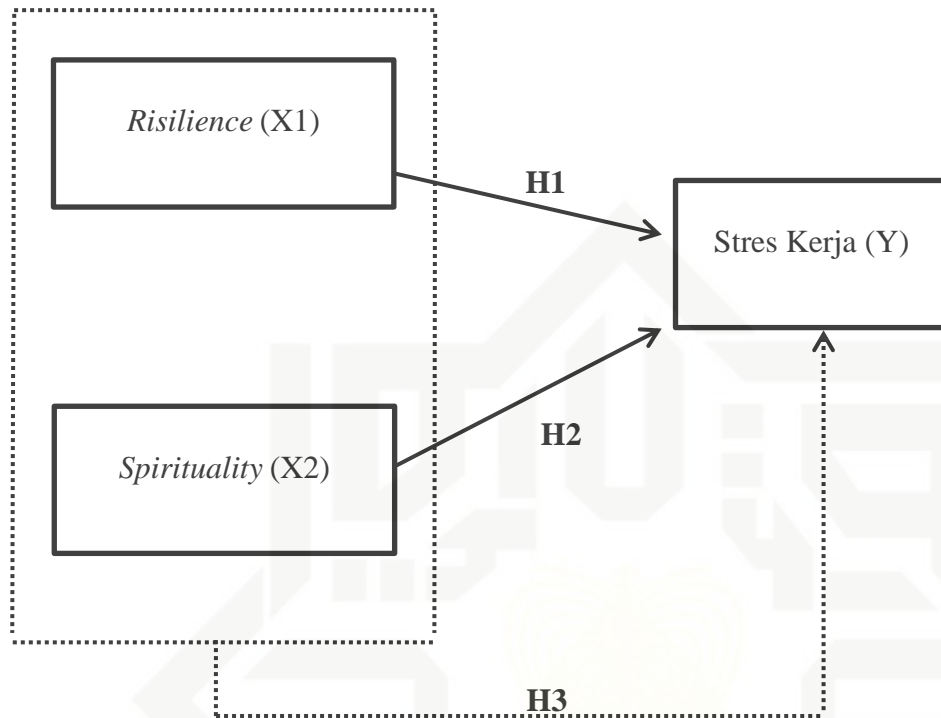 Risilience (X1)
H1
Stres Kerja (Y)
H2
Spirituality (X2)
H3